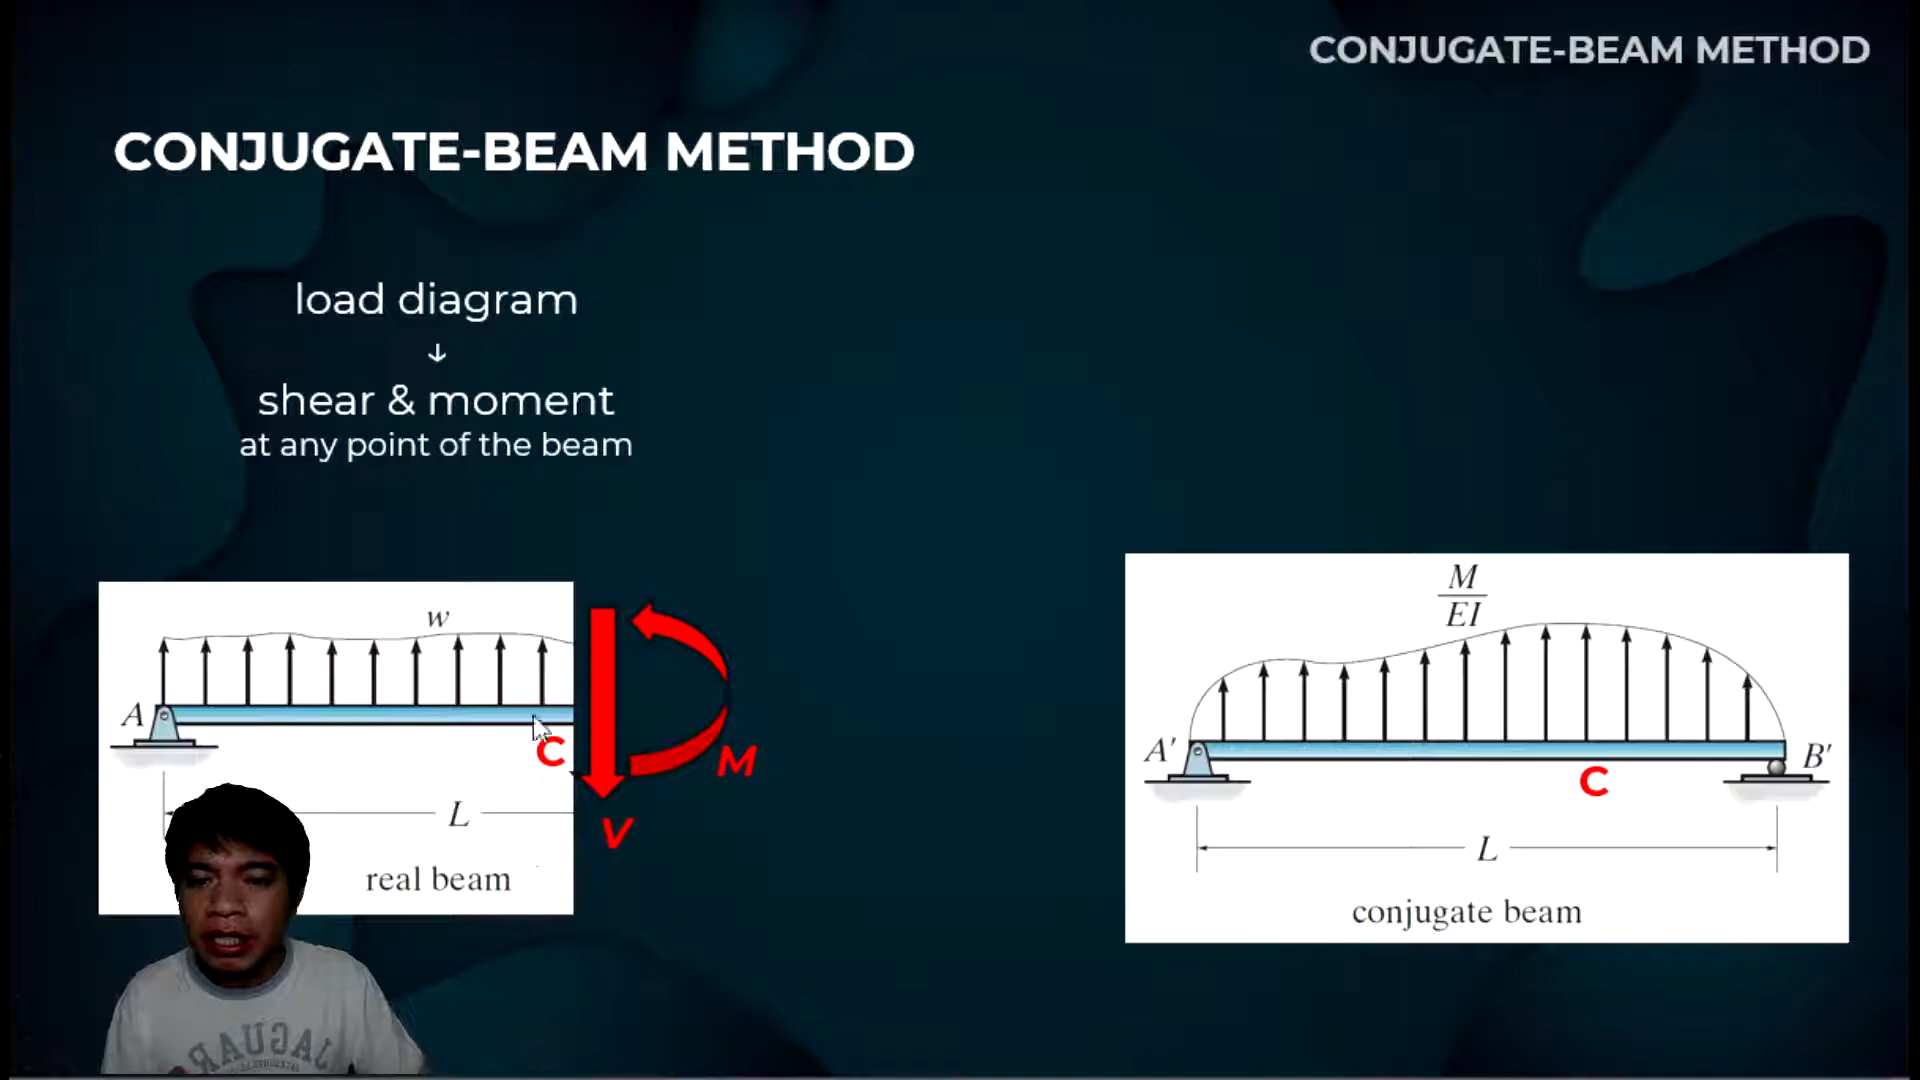 CONJUGATE-BEAM METHOD
CONJUGATE-BEAM METHOD
load diagram
↓
shear & moment
at any point of the beam
w
A
C
M
V
L
real beam
M
EI
A′
B′
C
L
conjugate beam
JAGUAR